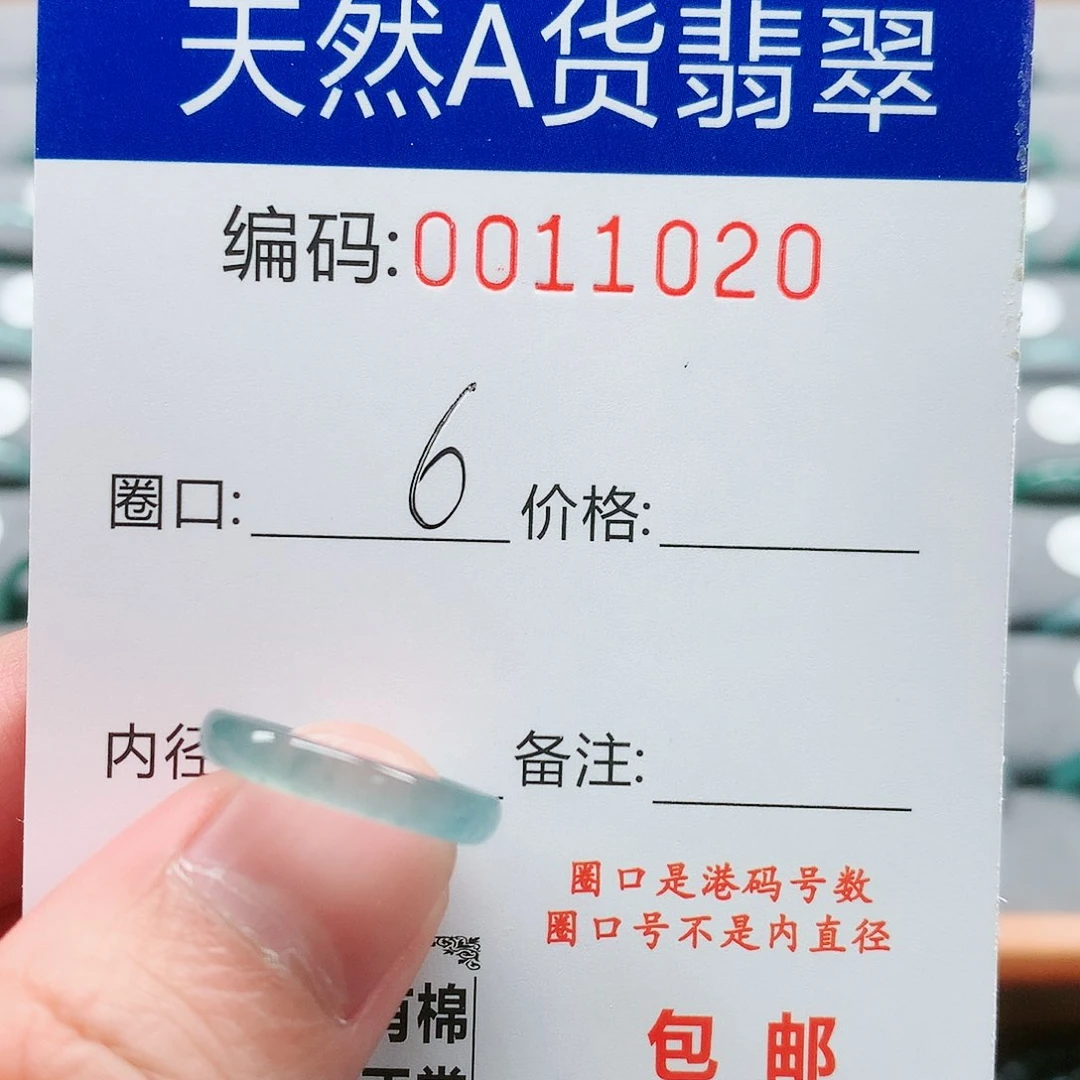 天然A货翡翠
编码:0011020
圈口: 6 价格:
内径 备注:
圈口是港码号数
圈口号不是内直径
有棉
包邮